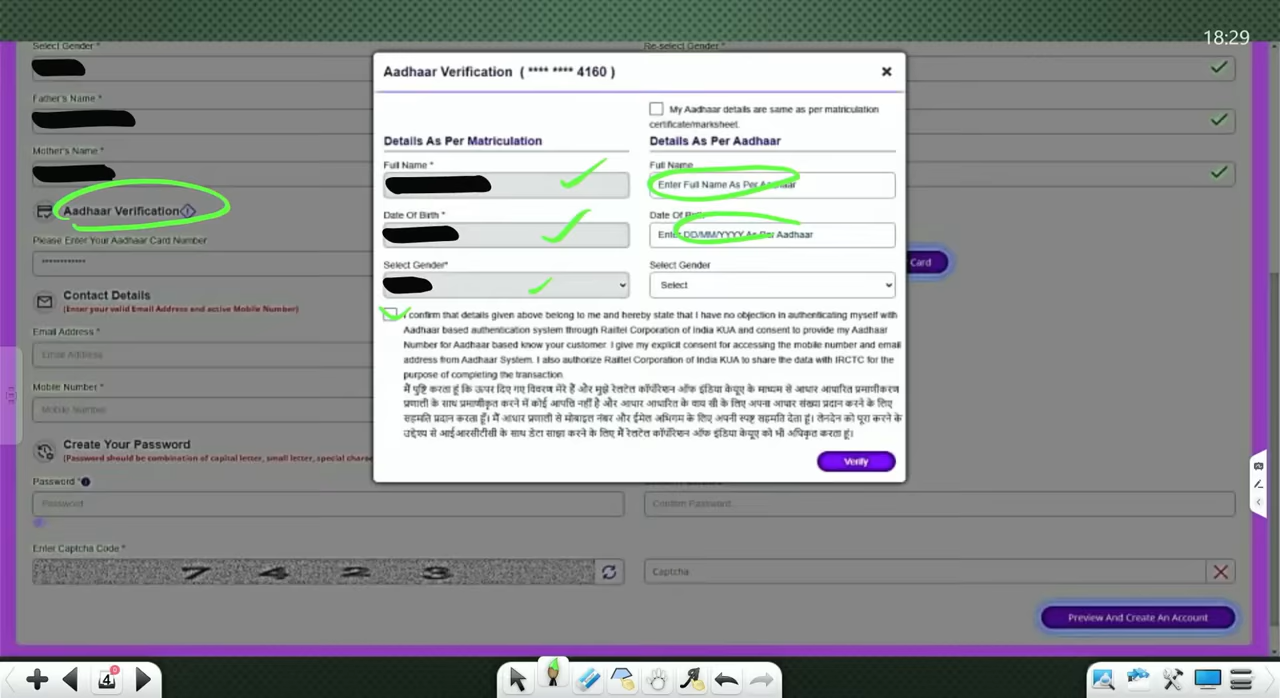 18:29
Select Gender *
Re-select Gender *
Father's Name *
Mother's Name *
Aadhaar Verification
Please Enter Your Aadhaar Card Number
************
Card
Contact Details
(Enter your valid Email Address and active Mobile Number)
Email Address *
Email Address
Mobile Number *
Mobile Number
Create Your Password
(Password should be combination of capital letter, small letter, special
Password *
Password
Confirm Password
Enter Captcha Code *
7 4 2 3
Captcha
Preview And Create An Account
Aadhaar Verification ( **** **** 4160 )
My Aadhaar details are same as per matriculation
certificate/marksheet.
Details As Per Matriculation
Details As Per Aadhaar
Full Name *
Full Name
Enter Full Name As Per Aadhaar
Date Of Birth *
Date Of Birth
Enter DD/MM/YYYY As Per Aadhaar
Select Gender*
Select Gender
Select
I confirm that details given above belong to me and hereby state that I have no objection in authenticating myself with
Aadhaar based authentication system through Railtel Corporation of India KUA and consent to provide my Aadhaar
Number for Aadhaar based know your customer. I give my explicit consent for accessing the mobile number and email
address from Aadhaar System. I also authorize Railtel Corporation of India KUA to share the data with IRCTC for the
purpose of completing the transaction.
मैं पुष्टि करता हूं कि ऊपर दिए गए विवरण मेरे हैं और मुझे रेलटेल कॉर्पोरेशन ऑफ इंडिया केयूए के माध्यम से आधार आधारित प्रमाणीकरण
प्रणाली के साथ प्रमाणीकृत करने में कोई आपत्ति नहीं है और आधार आधारित के वाय सी के लिए अपना आधार संख्या प्रदान करने के लिए
सहमति प्रदान करता हूँ। मैं आधार प्रणाली से मोबाइल नंबर और ईमेल अभिगम के लिए अपनी स्पष्ट सहमति देता हूं। लेनदेन को पूरा करने के
उद्देश्य से आईआरसीटीसी के साथ डेटा साझा करने के लिए मैं रेलटेल कॉर्पोरेशन ऑफ इंडिया केयूए को भी अधिकृत करता हूं।
Verify
4